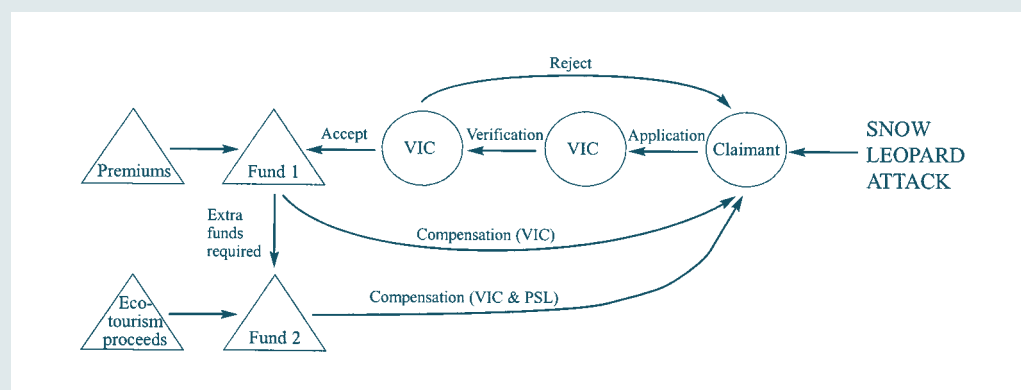 Reject
Premiums
Fund 1
Accept
VIC
Verification
VIC
Application
Claimant
SNOW
LEOPARD
ATTACK
Extra
funds
required
Compensation (VIC)
Eco-
tourism
proceeds
Fund 2
Compensation (VIC & PSL)